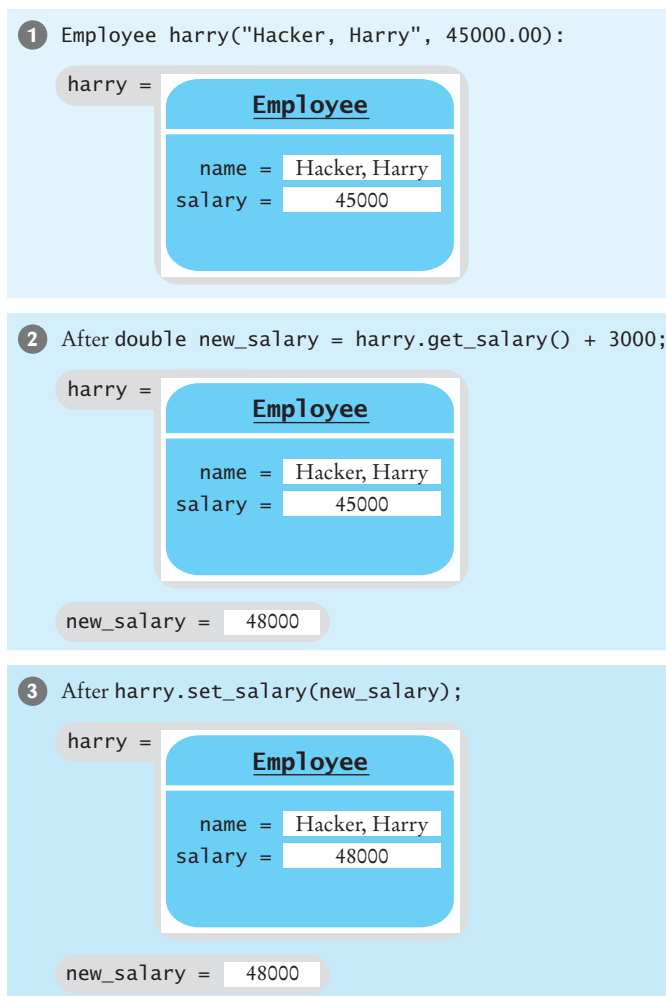 1 Employee harry("Hacker, Harry", 45000.00):
harry =
Employee
name = Hacker, Harry
salary = 45000
2 After double new_salary = harry.get_salary() + 3000;
harry =
Employee
name = Hacker, Harry
salary = 45000
new_salary = 48000
3 After harry.set_salary(new_salary);
harry =
Employee
name = Hacker, Harry
salary = 48000
new_salary = 48000